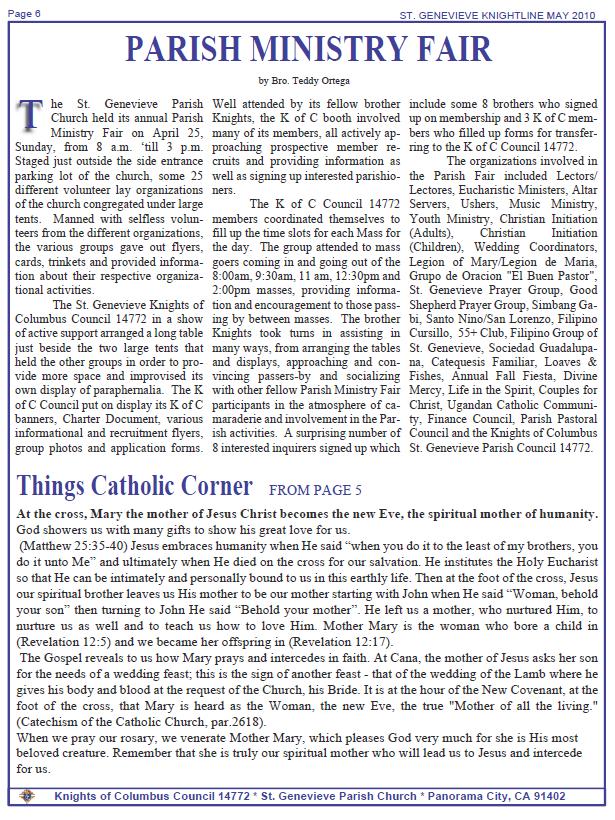 Page 6
ST. GENEVIEVE KNIGHTLINE MAY 2010
PARISH MINISTRY FAIR
by Bro. Teddy Ortega
The St. Genevieve Parish
Church held its annual Parish
Ministry Fair on April 25,
Sunday, from 8 a.m. ‘till 3 p.m.
Staged just outside the side entrance
parking lot of the church, some 25
different volunteer lay organizations
of the church congregated under large
tents. Manned with selfless volun-
teers from the different organizations,
the various groups gave out flyers,
cards, trinkets and provided informa-
tion about their respective organiza-
tional activities.
The St. Genevieve Knights of
Columbus Council 14772 in a show
of active support arranged a long table
just beside the two large tents that
held the other groups in order to pro-
vide more space and improvised its
own display of paraphernalia. The K
of C Council put on display its K of C
banners, Charter Document, various
informational and recruitment flyers,
group photos and application forms.
Well attended by its fellow brother
Knights, the K of C booth involved
many of its members, all actively ap-
proaching prospective member re-
cruits and providing information as
well as signing up interested parishio-
ners.
The K of C Council 14772
members coordinated themselves to
fill up the time slots for each Mass for
the day. The group attended to mass
goers coming in and going out of the
8:00am, 9:30am, 11 am, 12:30pm and
2:00pm masses, providing informa-
tion and encouragement to those pass-
ing by between masses. The brother
Knights took turns in assisting in
many ways, from arranging the tables
and displays, approaching and con-
vincing passers-by and socializing
with other fellow Parish Ministry Fair
participants in the atmosphere of ca-
maraderie and involvement in the Par-
ish activities. A surprising number of
8 interested inquirers signed up which
include some 8 brothers who signed
up on membership and 3 K of C mem-
bers who filled up forms for transfer-
ring to the K of C Council 14772.
The organizations involved in
the Parish Fair included Lectors/
Lectores, Eucharistic Ministers, Altar
Servers, Ushers, Music Ministry,
Youth Ministry, Christian Initiation
(Adults), Christian Initiation
(Children), Wedding Coordinators,
Legion of Mary/Legion de Maria,
Grupo de Oracion "El Buen Pastor",
St. Genevieve Prayer Group, Good
Shepherd Prayer Group, Simbang Ga-
bi, Santo Nino/San Lorenzo, Filipino
Cursillo, 55+ Club, Filipino Group of
St. Genevieve, Sociedad Guadalupa-
na, Catequesis Familiar, Loaves &
Fishes, Annual Fall Fiesta, Divine
Mercy, Life in the Spirit, Couples for
Christ, Ugandan Catholic Communi-
ty, Finance Council, Parish Pastoral
Council and the Knights of Columbus
St. Genevieve Parish Council 14772.
Things Catholic Corner FROM PAGE 5
At the cross, Mary the mother of Jesus Christ becomes the new Eve, the spiritual mother of humanity.
God showers us with many gifts to show his great love for us.
(Matthew 25:35-40) Jesus embraces humanity when He said “when you do it to the least of my brothers, you
do it unto Me” and ultimately when He died on the cross for our salvation. He institutes the Holy Eucharist
so that He can be intimately and personally bound to us in this earthly life. Then at the foot of the cross, Jesus
our spiritual brother leaves us His mother to be our mother starting with John when He said “Woman, behold
your son” then turning to John He said “Behold your mother”. He left us a mother, who nurtured Him, to
nurture us as well and to teach us how to love Him. Mother Mary is the woman who bore a child in
(Revelation 12:5) and we became her offspring in (Revelation 12:17).
The Gospel reveals to us how Mary prays and intercedes in faith. At Cana, the mother of Jesus asks her son
for the needs of a wedding feast; this is the sign of another feast - that of the wedding of the Lamb where he
gives his body and blood at the request of the Church, his Bride. It is at the hour of the New Covenant, at the
foot of the cross, that Mary is heard as the Woman, the new Eve, the true "Mother of all the living."
(Catechism of the Catholic Church, par.2618).
When we pray our rosary, we venerate Mother Mary, which pleases God very much for she is His most
beloved creature. Remember that she is truly our spiritual mother who will lead us to Jesus and intercede
for us.
Knights of Columbus Council 14772 * St. Genevieve Parish Church * Panorama City, CA 91402